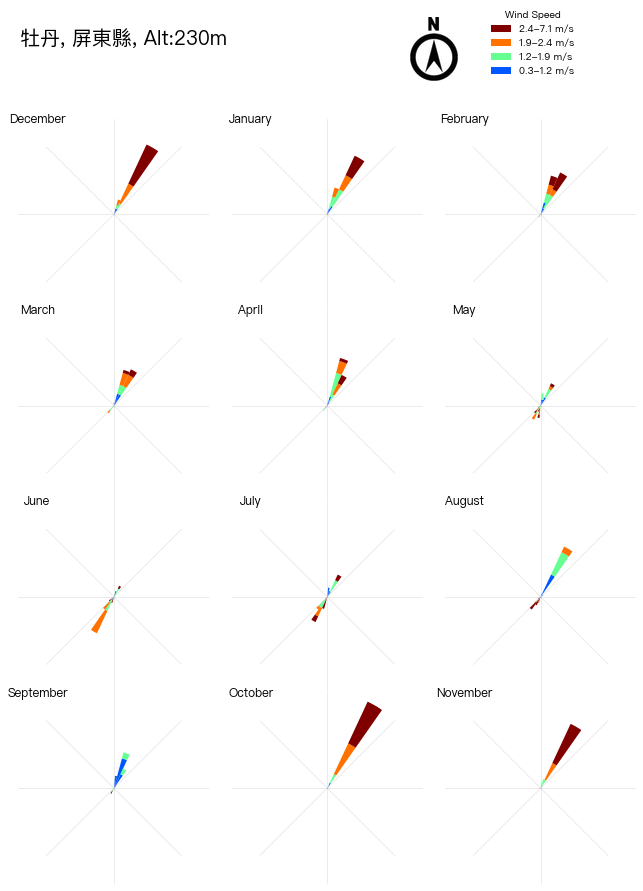 牡丹, 屏東縣, Alt:230m
N
Wind Speed
2.4–7.1 m/s
1.9–2.4 m/s
1.2–1.9 m/s
0.3–1.2 m/s
December
January
February
March
April
May
June
July
August
September
October
November